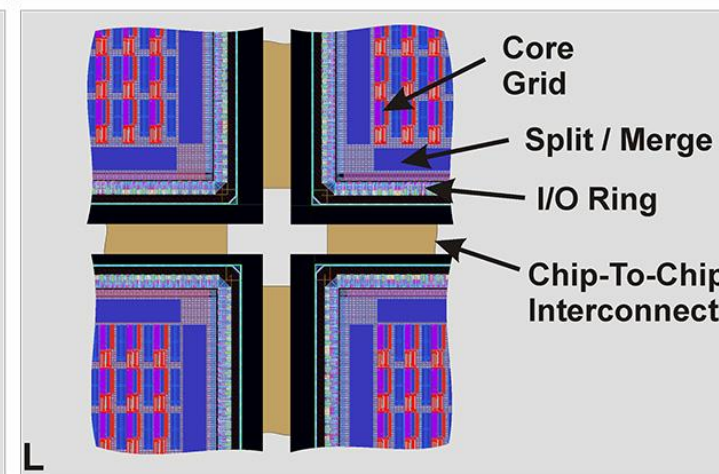 Core
Grid
Split / Merge
I/O Ring
Chip-To-Chip
Interconnect
L